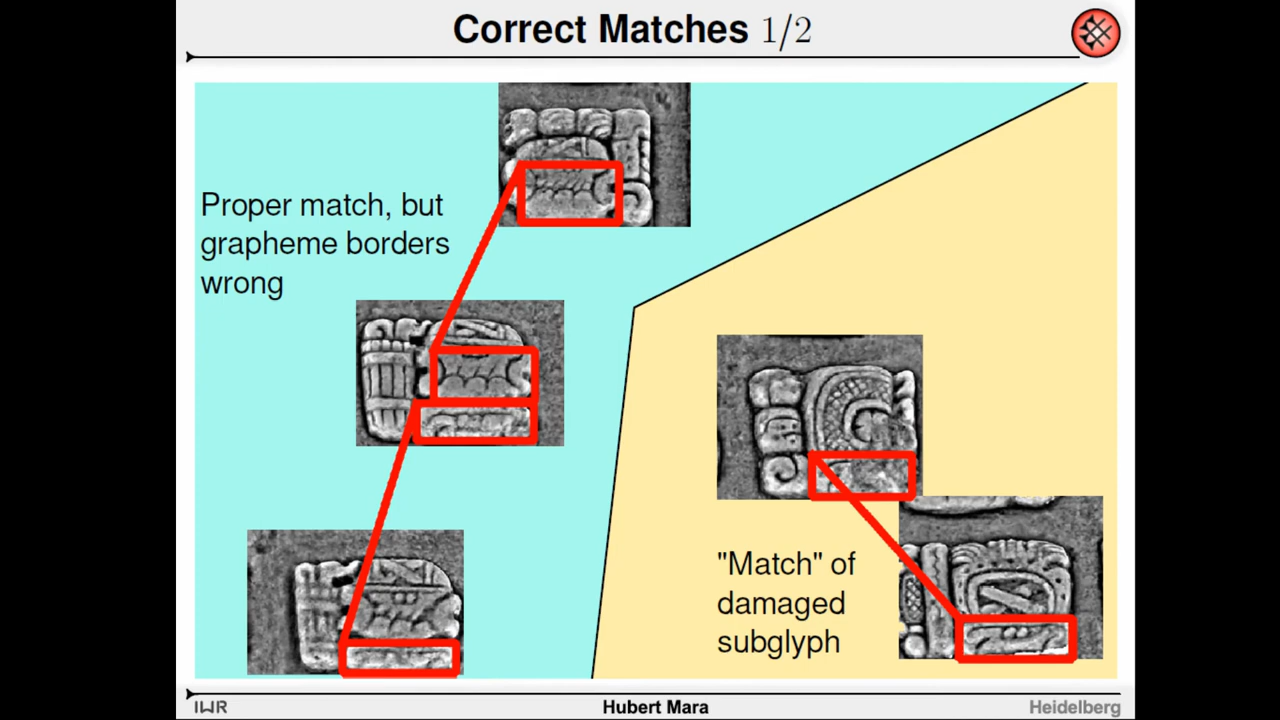 Correct Matches 1/2
Proper match, but
grapheme borders
wrong
"Match" of
damaged
subglyph
IWR
Hubert Mara
Heidelberg